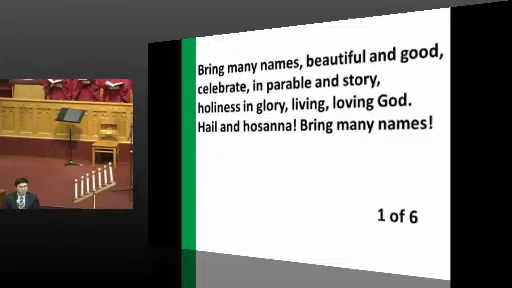 Bring many names, beautiful and good,
celebrate, in parable and story,
holiness in glory, living, loving God.
Hail and hosanna! Bring many names!
1 of 6